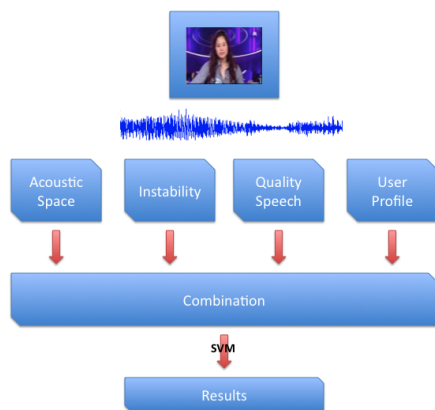 Acoustic
Space
Instability
Quality
Speech
User
Profile
Combination
SVM
Results